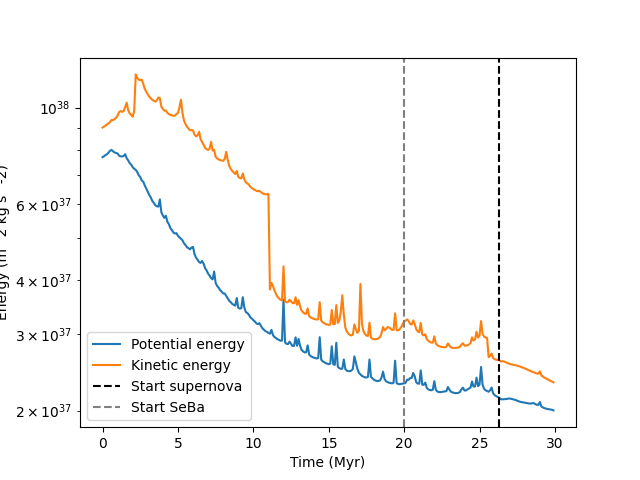 10^38
6 × 10^37
4 × 10^37
3 × 10^37
2 × 10^37
Energy (m^2 kg s^-2)
Potential energy
Kinetic energy
Start supernova
Start SeBa
0 5 10 15 20 25 30
Time (Myr)